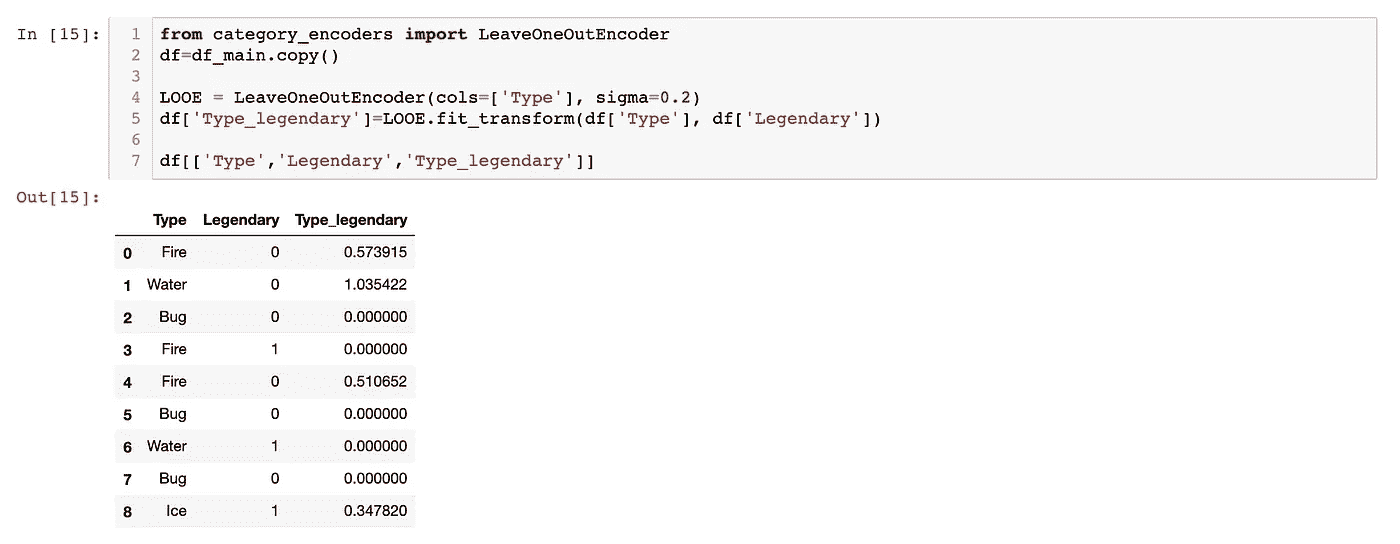 In [15]:
1 from category_encoders import LeaveOneOutEncoder
2 df=df_main.copy()
3
4 LOOE = LeaveOneOutEncoder(cols=['Type'], sigma=0.2)
5 df['Type_legendary']=LOOE.fit_transform(df['Type'], df['Legendary'])
6
7 df[['Type','Legendary','Type_legendary']]
Out[15]:
Type Legendary Type_legendary
0 Fire 0 0.573915
1 Water 0 1.035422
2 Bug 0 0.000000
3 Fire 1 0.000000
4 Fire 0 0.510652
5 Bug 0 0.000000
6 Water 1 0.000000
7 Bug 0 0.000000
8 Ice 1 0.347820